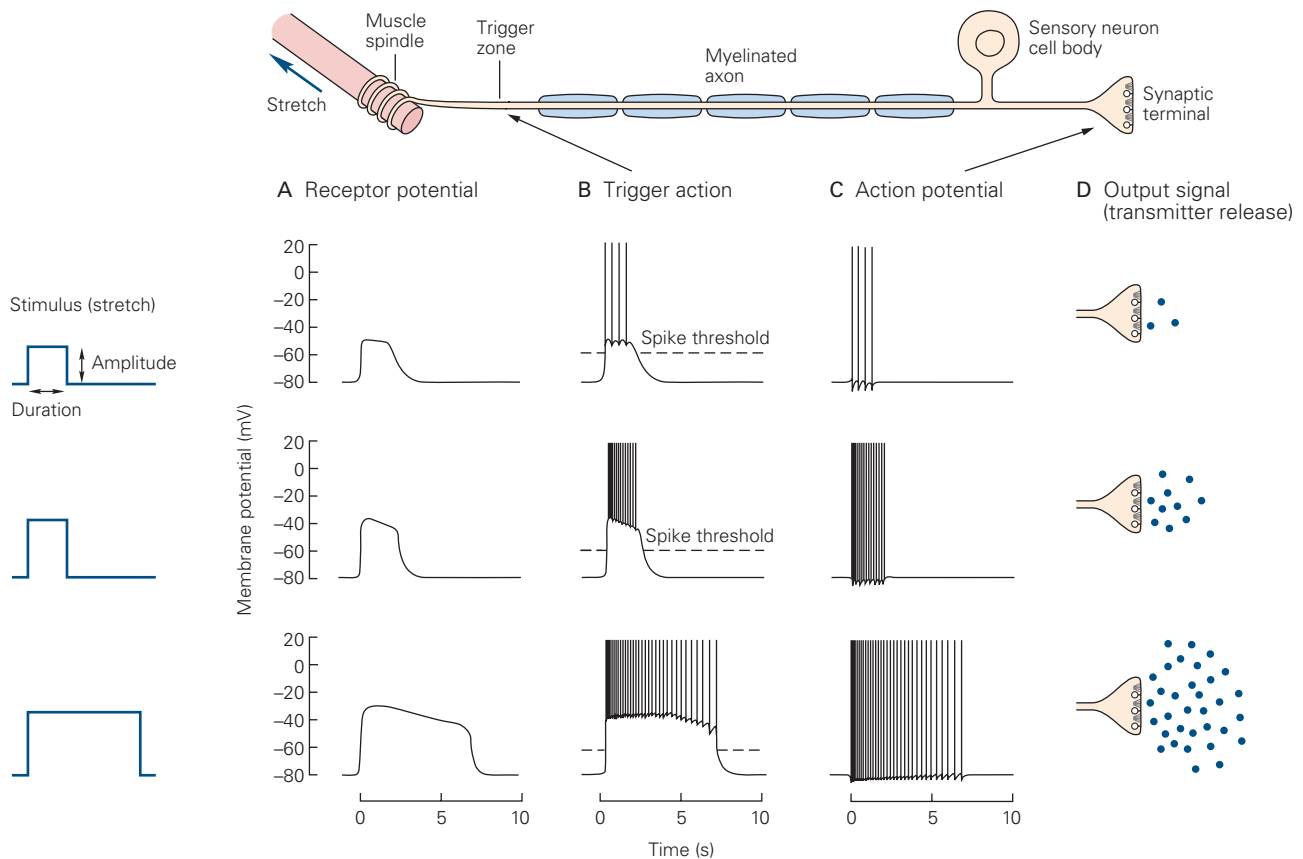 Muscle
spindle
Trigger
zone
Myelinated
axon
Sensory neuron
cell body
Stretch
Synaptic
terminal
A Receptor potential
B Trigger action
C Action potential
D Output signal
(transmitter release)
Stimulus (stretch)
Amplitude
Duration
Membrane potential (mV)
20
0
−20
−40
−60
−80
Spike threshold
20
0
−20
−40
−60
−80
Spike threshold
20
0
−20
−40
−60
−80
0 5 10
0 5 10
0 5 10
Time (s)